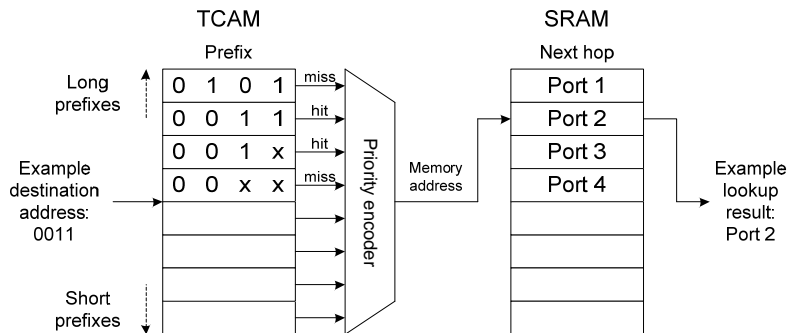 TCAM
SRAM
Prefix
Next hop
Long
prefixes
0 1 0 1
miss
Port 1
0 0 1 1
hit
Port 2
0 0 1 x
hit
Port 3
0 0 x x
miss
Port 4
Example
destination
address:
0011
Priority encoder
Memory
address
Example
lookup
result:
Port 2
Short
prefixes